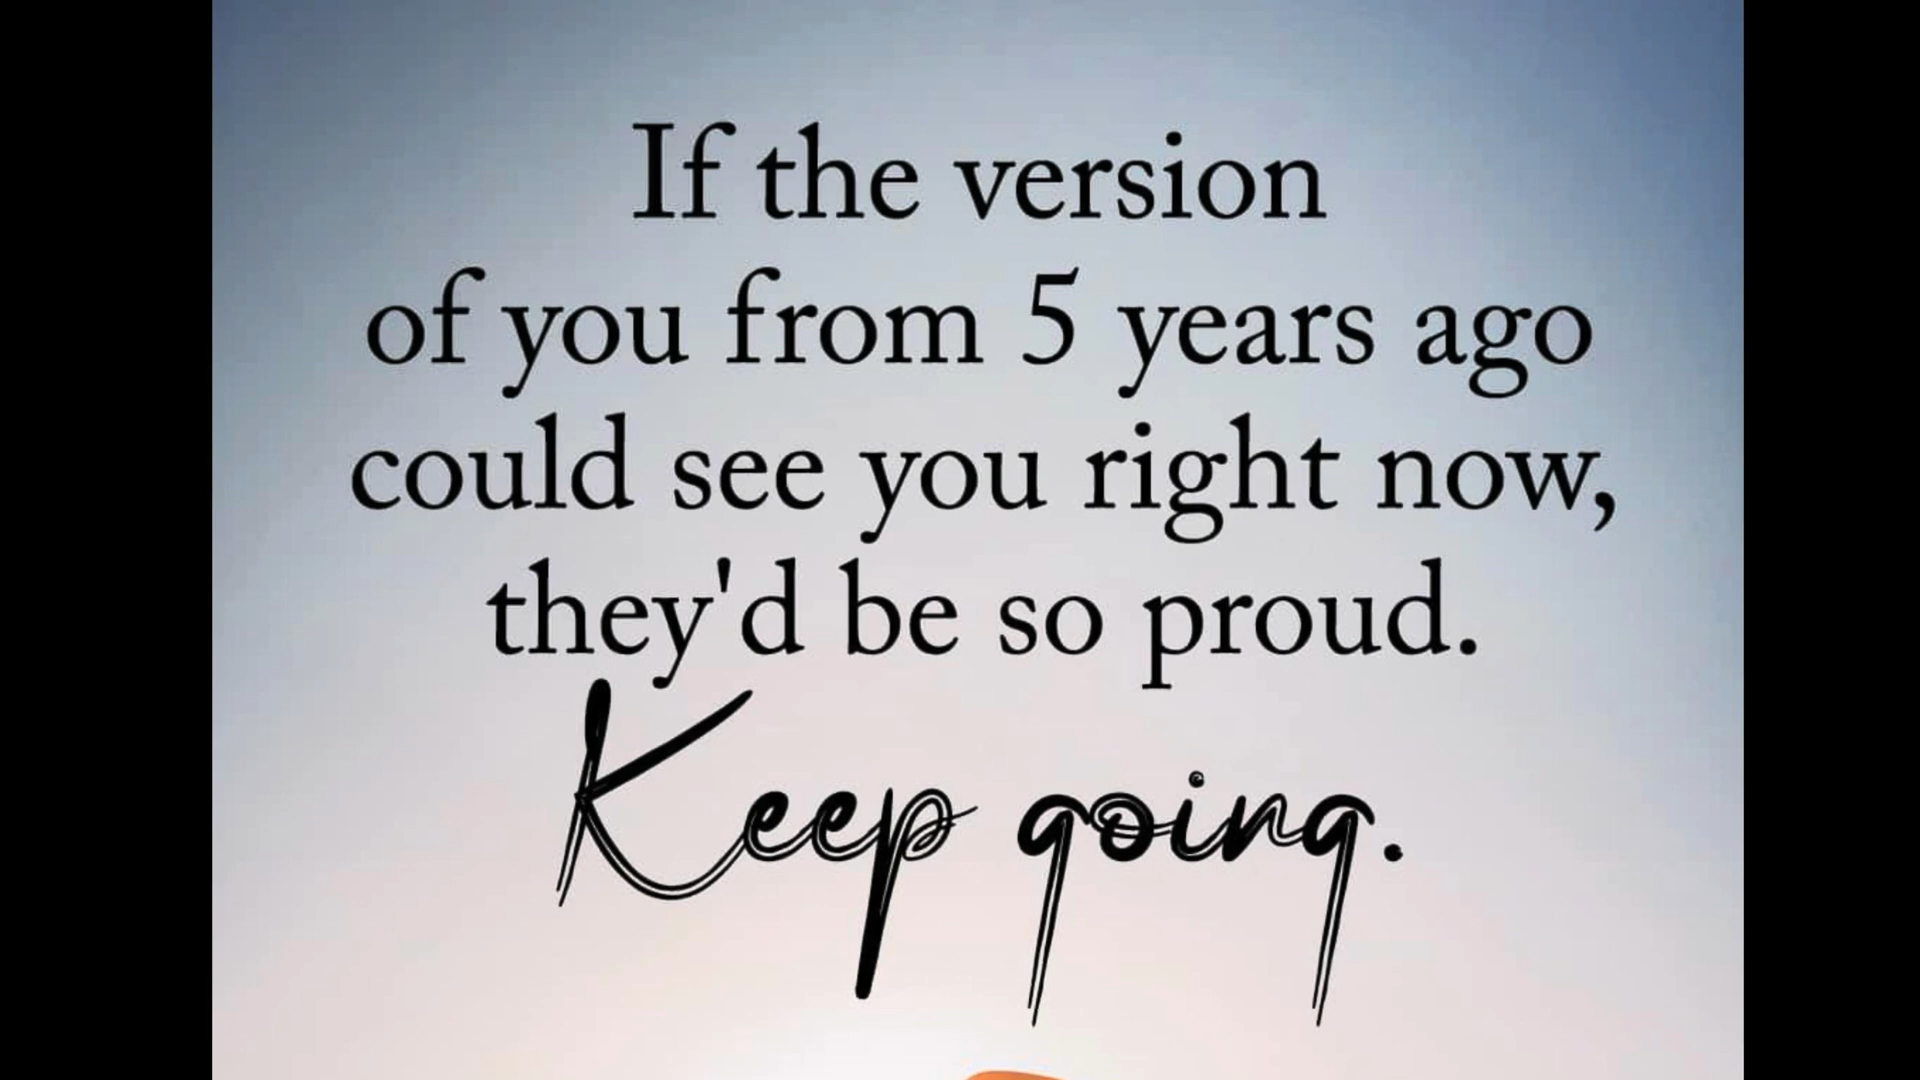 If the version
of you from 5 years ago
could see you right now,
they'd be so proud.
Keep going.